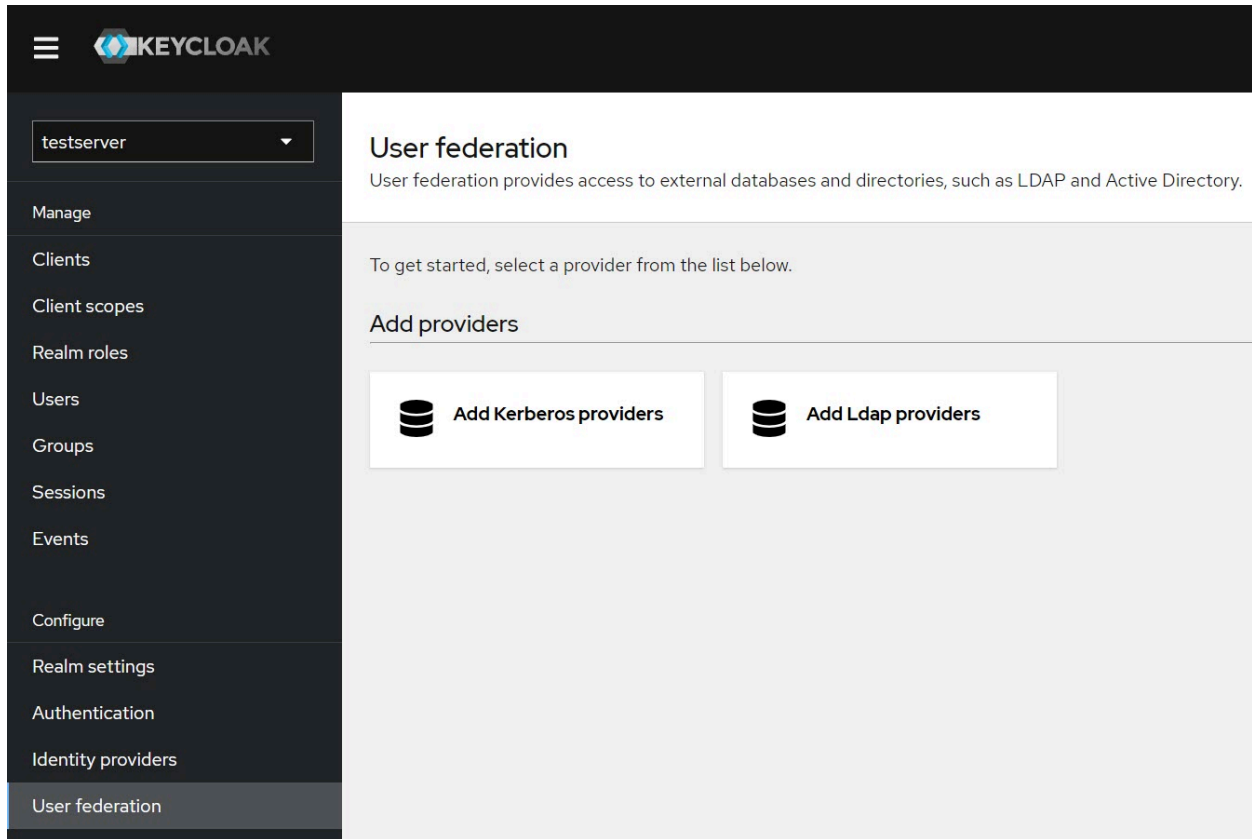 KEYCLOAK
testserver
Manage
Clients
Client scopes
Realm roles
Users
Groups
Sessions
Events
Configure
Realm settings
Authentication
Identity providers
User federation
User federation
User federation provides access to external databases and directories, such as LDAP and Active Directory.
To get started, select a provider from the list below.
Add providers
Add Kerberos providers
Add Ldap providers